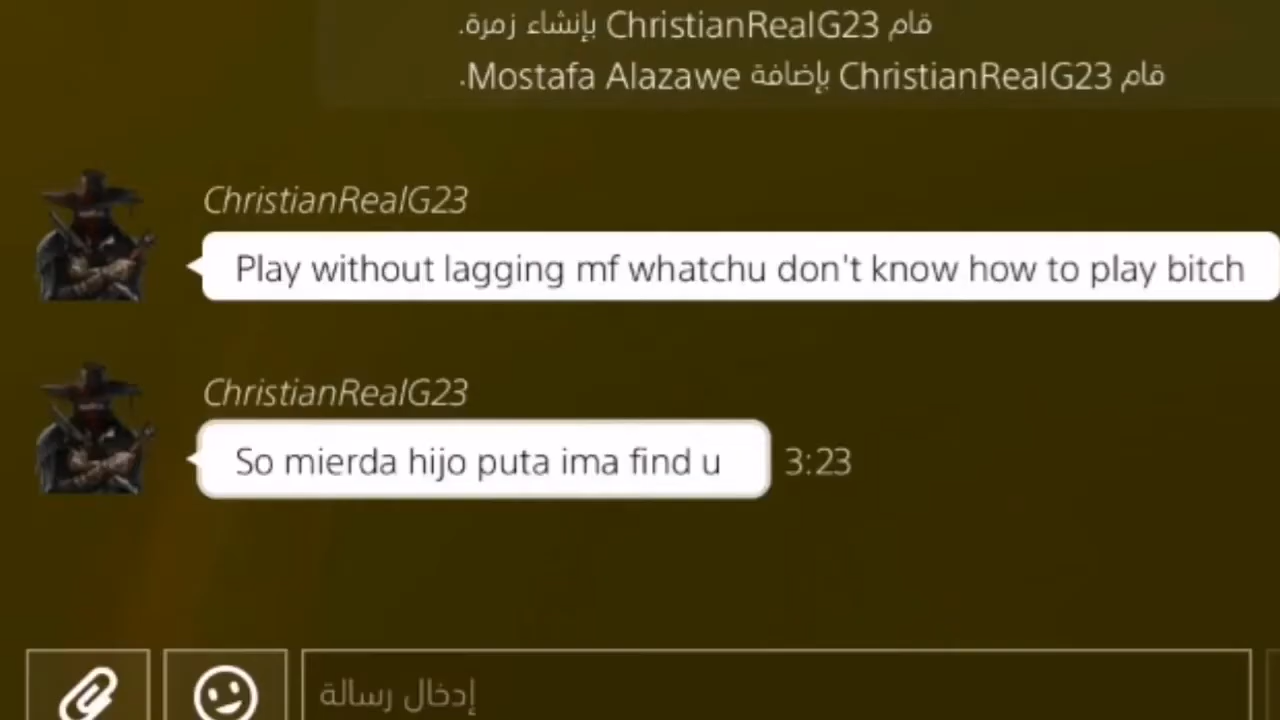 قام ChristianRealG23 بإنشاء زمرة.
قام ChristianRealG23 بإضافة Mostafa Alazawe.
ChristianRealG23
Play without lagging mf whatchu don't know how to play bitch
ChristianRealG23
So mierda hijo puta ima find u 3:23
إدخال رسالة